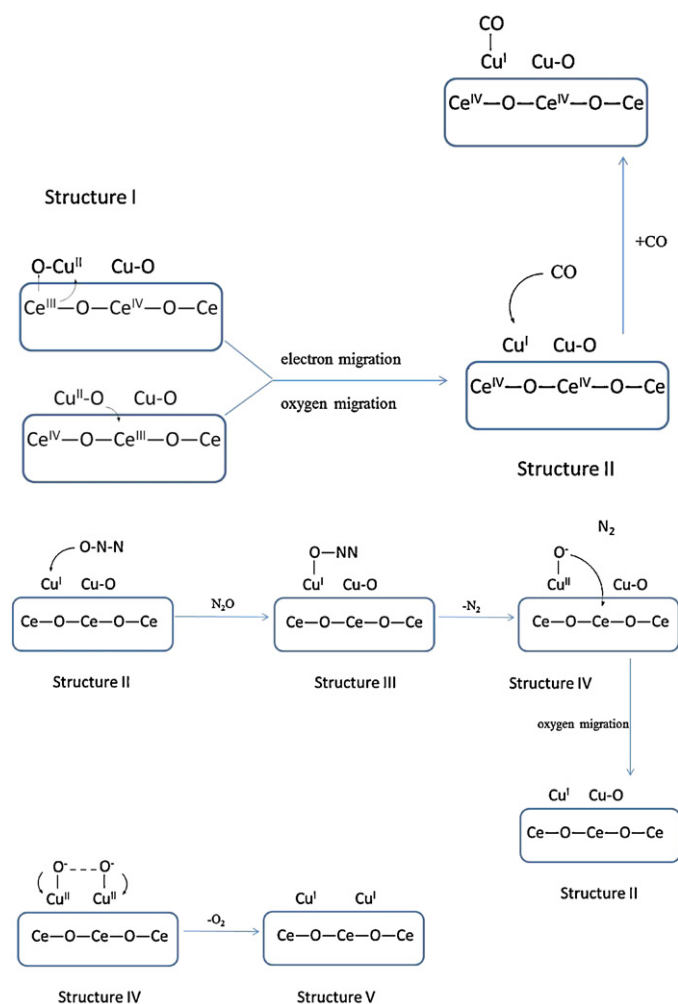 CO
Cu^I Cu-O
Ce^IV—O—Ce^IV—O—Ce
+CO
Structure I
O-Cu^II Cu-O
Ce^III—O—Ce^IV—O—Ce
Cu^II-O Cu-O
Ce^IV—O—Ce^III—O—Ce
electron migration
oxygen migration
CO
Cu^I Cu-O
Ce^IV—O—Ce^IV—O—Ce
Structure II
O-N-N
Cu^I Cu-O
Ce—O—Ce—O—Ce
Structure II
N₂O
O—NN
Cu^I Cu-O
Ce—O—Ce—O—Ce
Structure III
-N₂
N₂
O⁻
Cu^II Cu-O
Ce—O—Ce—O—Ce
Structure IV
oxygen migration
Cu^I Cu-O
Ce—O—Ce—O—Ce
Structure II
O⁻----O⁻
Cu^II Cu^II
Ce—O—Ce—O—Ce
Structure IV
-O₂
Cu^I Cu^I
Ce—O—Ce—O—Ce
Structure V